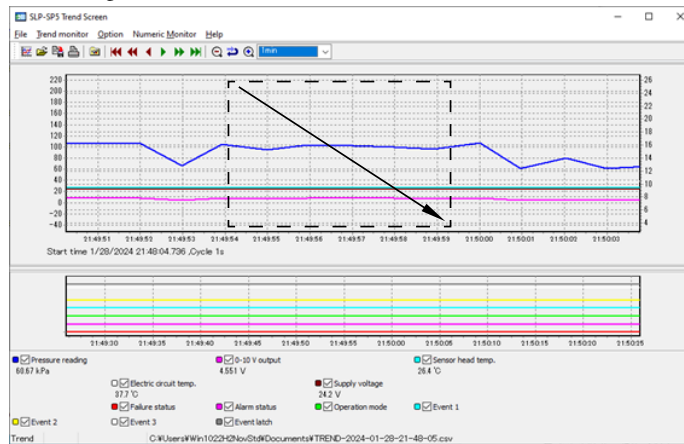 SLP-SP5 Trend Screen
File Trend monitor Option Numeric Monitor Help
1min
220 26
200 24
180 22
160 20
140 18
120
100 16
80 14
60 12
40 10
20 8
0 6
-20 4
-40
21:49:51 21:49:52 21:49:53 21:49:54 21:49:55 21:49:56 21:49:57 21:49:58 21:49:59 21:50:00 21:50:01 21:50:02 21:50:03
Start time 1/28/2024 21:48:04.736 ,Cycle 1s
21:49:30 21:49:35 21:49:40 21:49:45 21:49:50 21:49:55 21:50:00 21:50:05 21:50:10 21:50:15 21:50:20 21:50:25
Pressure reading 0-10 V output Sensor head temp.
60.67 kPa 4.551 V 26.4 °C
Electric circuit temp. Supply voltage
37.7 °C 24.2 V
Failure status Alarm status Operation mode Event 1
Event 2 Event 3 Event latch
Trend C:¥Users¥Win1022H2NovStd¥Documents¥TREND-2024-01-28-21-48-05.csv